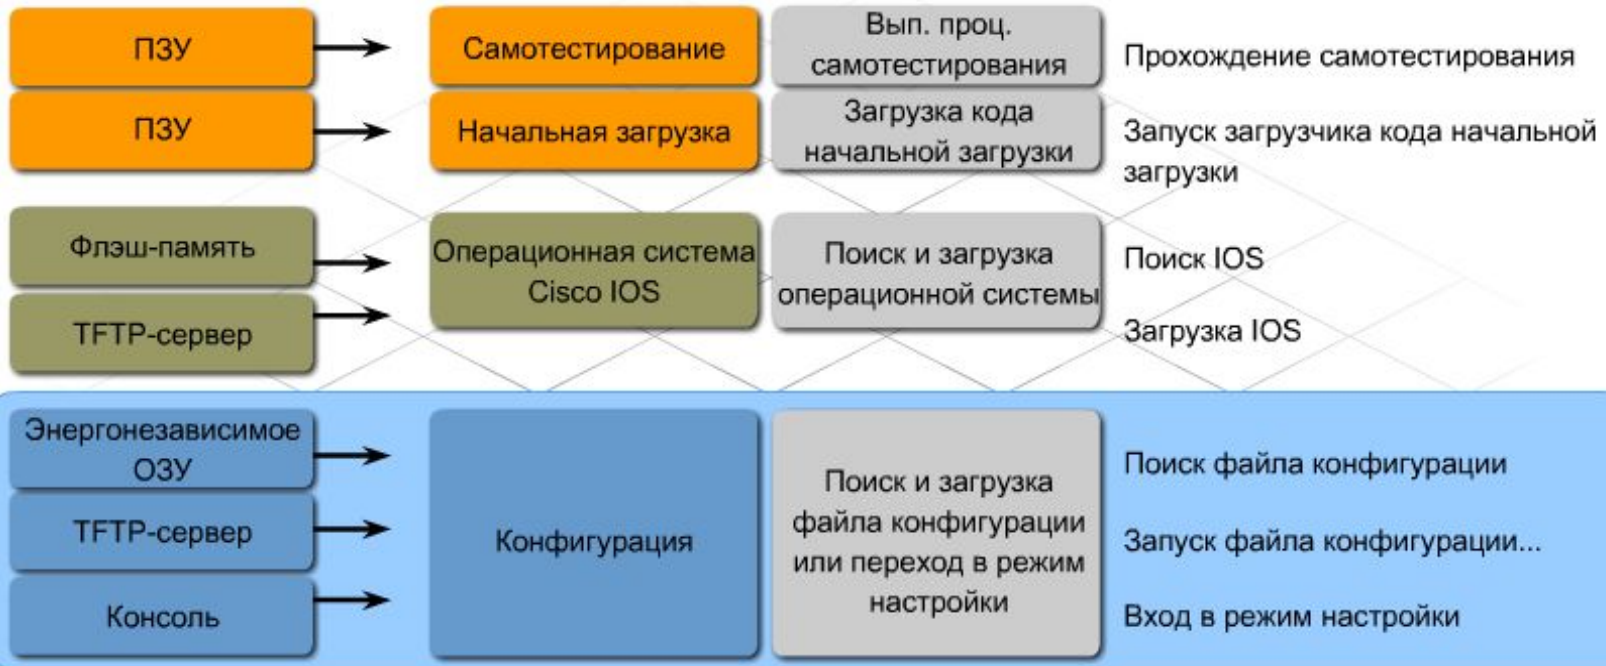 ПЗУ
Самотестирование
Вып. проц.
самотестирования
Прохождение самотестирования
ПЗУ
Начальная загрузка
Загрузка кода
начальной загрузки
Запуск загрузчика кода начальной
загрузки
Флэш-память
TFTP-сервер
Операционная система
Cisco IOS
Поиск и загрузка
операционной системы
Поиск IOS
Загрузка IOS
Энергонезависимое
ОЗУ
TFTP-сервер
Консоль
Конфигурация
Поиск и загрузка
файла конфигурации
или переход в режим
настройки
Поиск файла конфигурации
Запуск файла конфигурации...
Вход в режим настройки